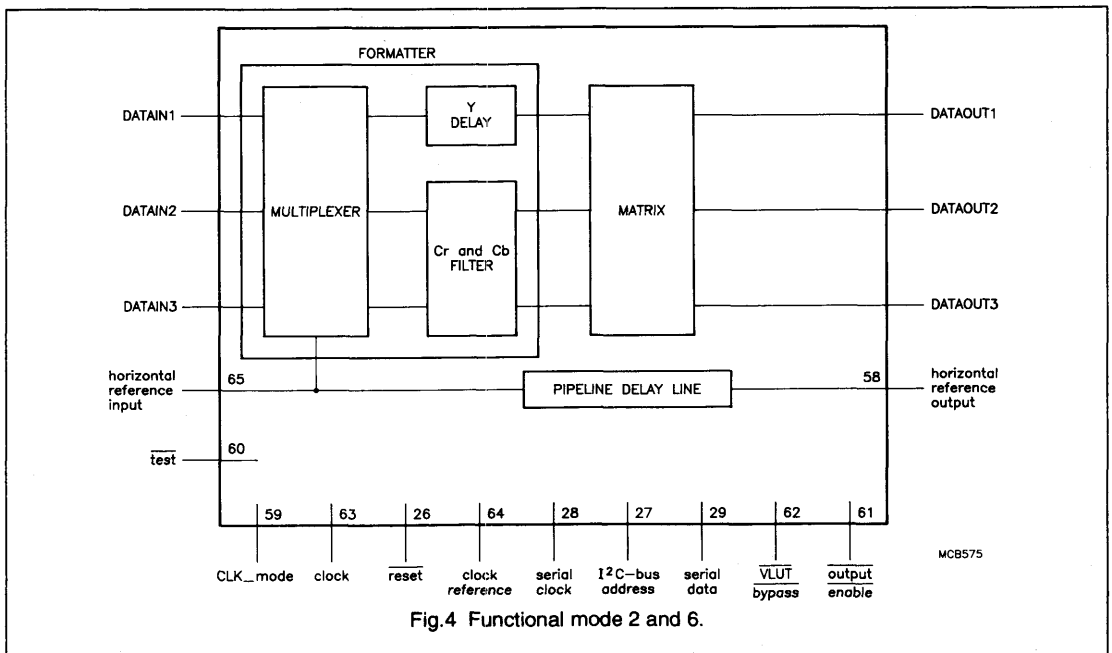 FORMATTER
DATAIN1
Y
DELAY
DATAOUT1
DATAIN2
MULTIPLEXER
Cr and Cb
FILTER
MATRIX
DATAOUT2
DATAIN3
DATAOUT3
horizontal
reference
input
65
PIPELINE DELAY LINE
58
horizontal
reference
output
test
60
59 63 26 64 28 27 29 62 61
MCB575
CLK_mode
clock
reset
clock
reference
serial
clock
I²C-bus
address
serial
data
VLUT
bypass
output
enable
Fig.4 Functional mode 2 and 6.